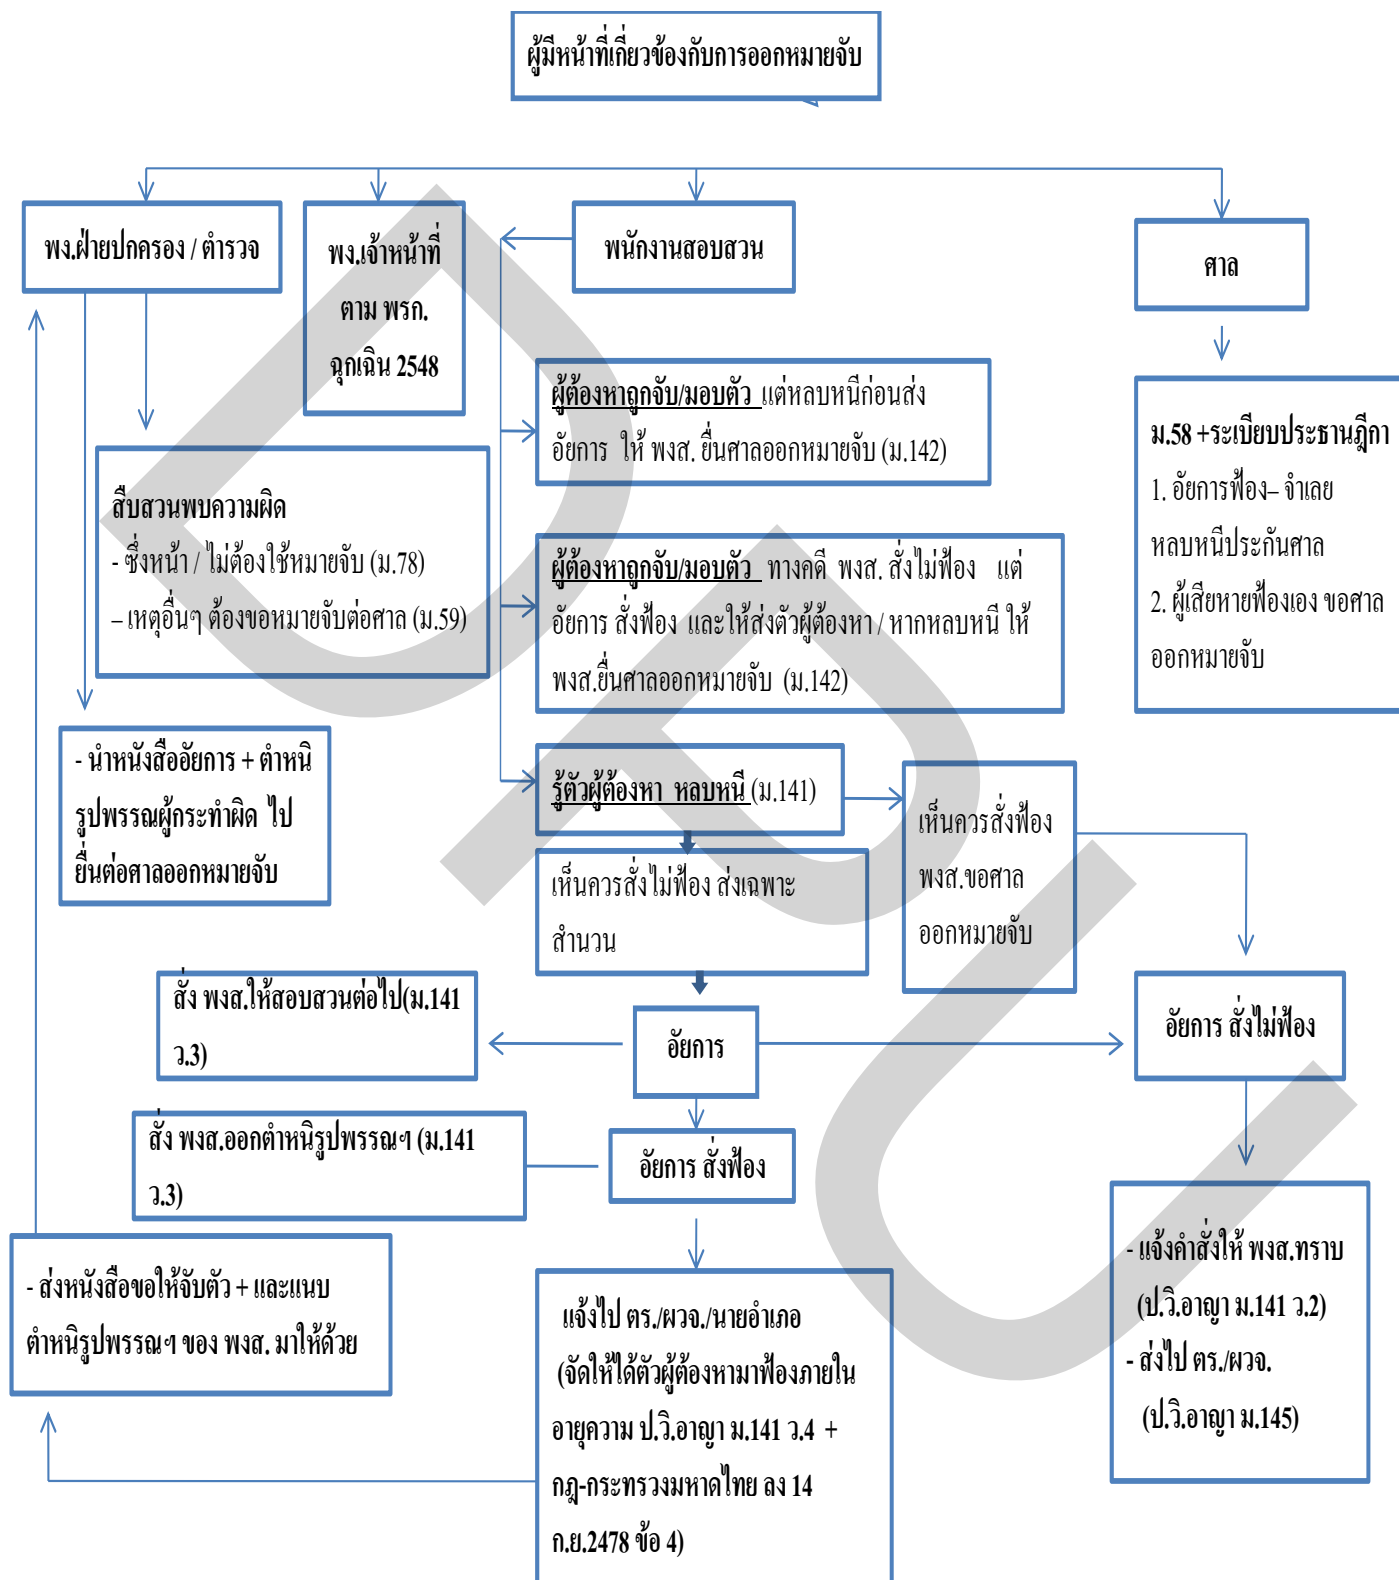 ผู้มีหน้าที่เกี่ยวข้องกับการออกหมายจับ
พง.ฝ่ายปกครอง / ตำรวจ
พง.เจ้าหน้าที่
ตาม พรก.
ฉุกเฉิน 2548
พนักงานสอบสวน
ศาล
ผู้ต้องหาถูกจับ/มอบตัว แต่หลบหนีก่อนส่ง
อัยการ ให้ พงส. ยื่นศาลออกหมายจับ (ม.142)
ม.58 +ระเบียบประธานฎีกา
1. อัยการฟ้อง– จำเลย
หลบหนีประกันศาล
2. ผู้เสียหายฟ้องเอง ขอศาล
ออกหมายจับ
สืบสวนพบความผิด
- ซึ่งหน้า / ไม่ต้องใช้หมายจับ (ม.78)
– เหตุอื่นๆ ต้องขอหมายจับต่อศาล (ม.59)
ผู้ต้องหาถูกจับ/มอบตัว ทางคดี พงส. สั่งไม่ฟ้อง แต่
อัยการ สั่งฟ้อง และให้ส่งตัวผู้ต้องหา / หากหลบหนี ให้
พงส.ยื่นศาลออกหมายจับ (ม.142)
- นำหนังสืออัยการ + ตำหนิ
รูปพรรณผู้กระทำผิด ไป
ยื่นต่อศาลออกหมายจับ
รู้ตัวผู้ต้องหา หลบหนี (ม.141)
เห็นควรสั่งฟ้อง
พงส.ขอศาล
ออกหมายจับ
เห็นควรสั่งไม่ฟ้อง ส่งเฉพาะ
สำนวน
สั่ง พงส.ให้สอบสวนต่อไป(ม.141
ว.3)
อัยการ
อัยการ สั่งไม่ฟ้อง
สั่ง พงส.ออกตำหนิรูปพรรณฯ (ม.141
ว.3)
อัยการ สั่งฟ้อง
- ส่งหนังสือขอให้จับตัว + และแนบ
ตำหนิรูปพรรณฯ ของ พงส. มาให้ด้วย
แจ้งไป ตร./ผวจ./นายอำเภอ
(จัดให้ได้ตัวผู้ต้องหามาฟ้องภายใน
อายุความ ป.วิ.อาญา ม.141 ว.4 +
กฎ-กระทรวงมหาดไทย ลง 14
ก.ย.2478 ข้อ 4)
- แจ้งคำสั่งให้ พงส.ทราบ
(ป.วิ.อาญา ม.141 ว.2)
- ส่งไป ตร./ผวจ.
(ป.วิ.อาญา ม.145)
DPU